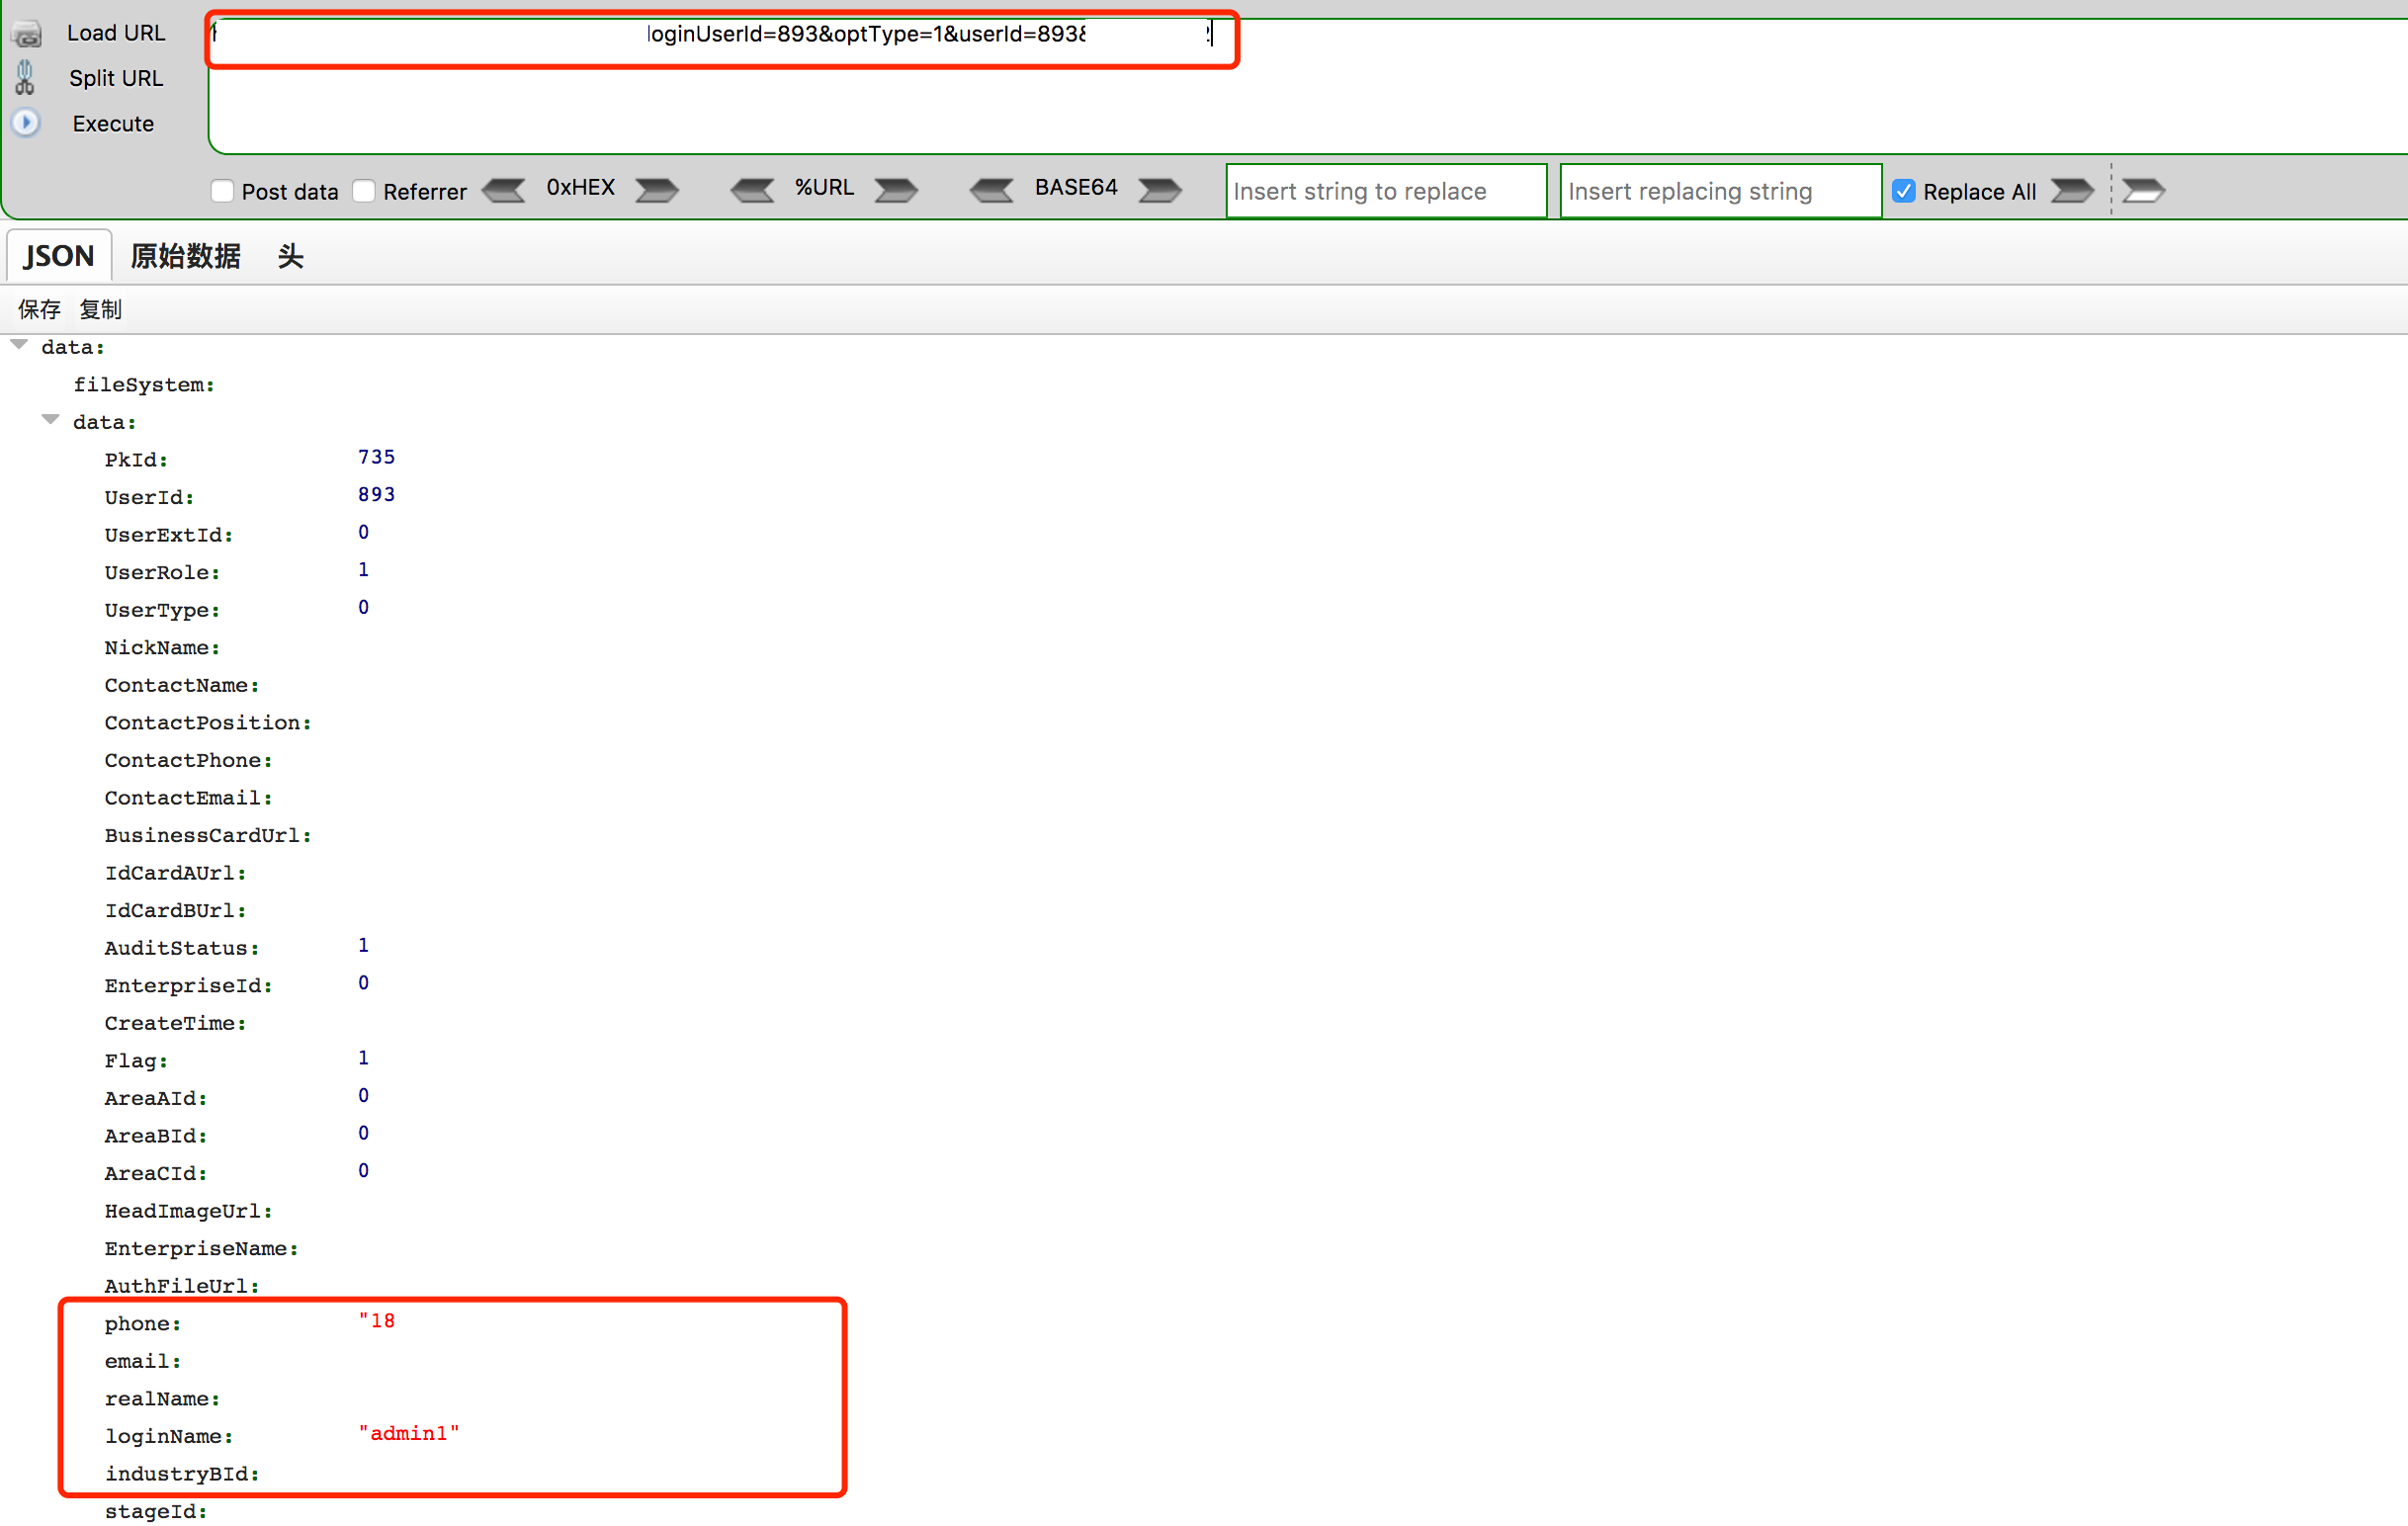 Load URL
loginUserId=893&optType=1&userId=893&
Split URL
Execute
Post data Referrer 0xHEX %URL BASE64 Insert string to replace Insert replacing string Replace All
JSON 原始数据 头
保存 复制
data:
fileSystem:
data:
PkId: 735
UserId: 893
UserExtId: 0
UserRole: 1
UserType: 0
NickName:
ContactName:
ContactPosition:
ContactPhone:
ContactEmail:
BusinessCardUrl:
IdCardAUrl:
IdCardBUrl:
AuditStatus: 1
EnterpriseId: 0
CreateTime:
Flag: 1
AreaAId: 0
AreaBId: 0
AreaCId: 0
HeadImageUrl:
EnterpriseName:
AuthFileUrl:
phone: "18
email:
realName:
loginName: "admin1"
industryBId:
stageId: